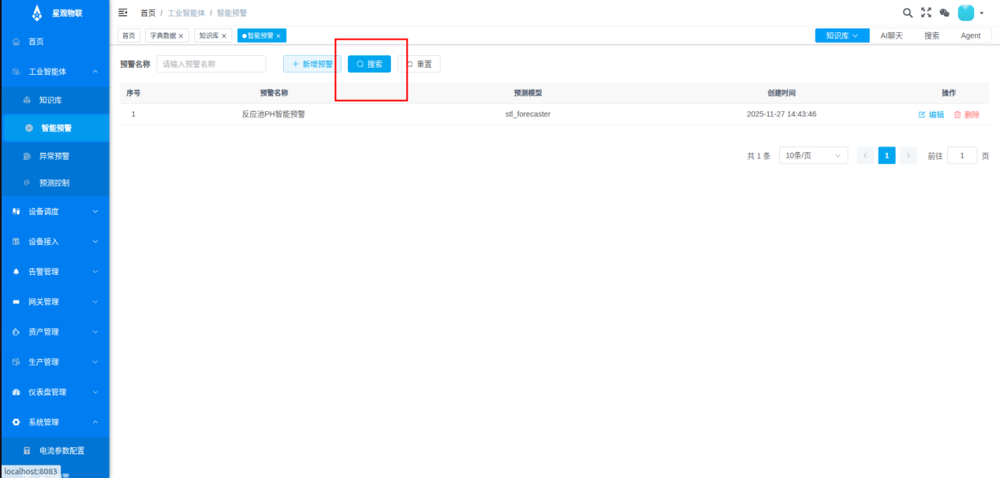 星观物联
首页 / 工业智能体 / 智能预警
首页 字典数据 × 知识库 × 智能预警 ×
知识库 AI聊天 搜索 Agent
首页
工业智能体
知识库
智能预警
异常预警
预测控制
设备调度
设备接入
告警管理
网关管理
资产管理
生产管理
仪表盘管理
系统管理
电流参数配置
localhost:8083
预警名称 请输入预警名称 + 新增预警 搜索 重置
序号 预警名称 预测模型 创建时间 操作
1 反应池PH智能预警 stl_forecaster 2025-11-27 14:43:46 编辑 删除
共 1 条 10条/页 < 1 > 前往 1 页